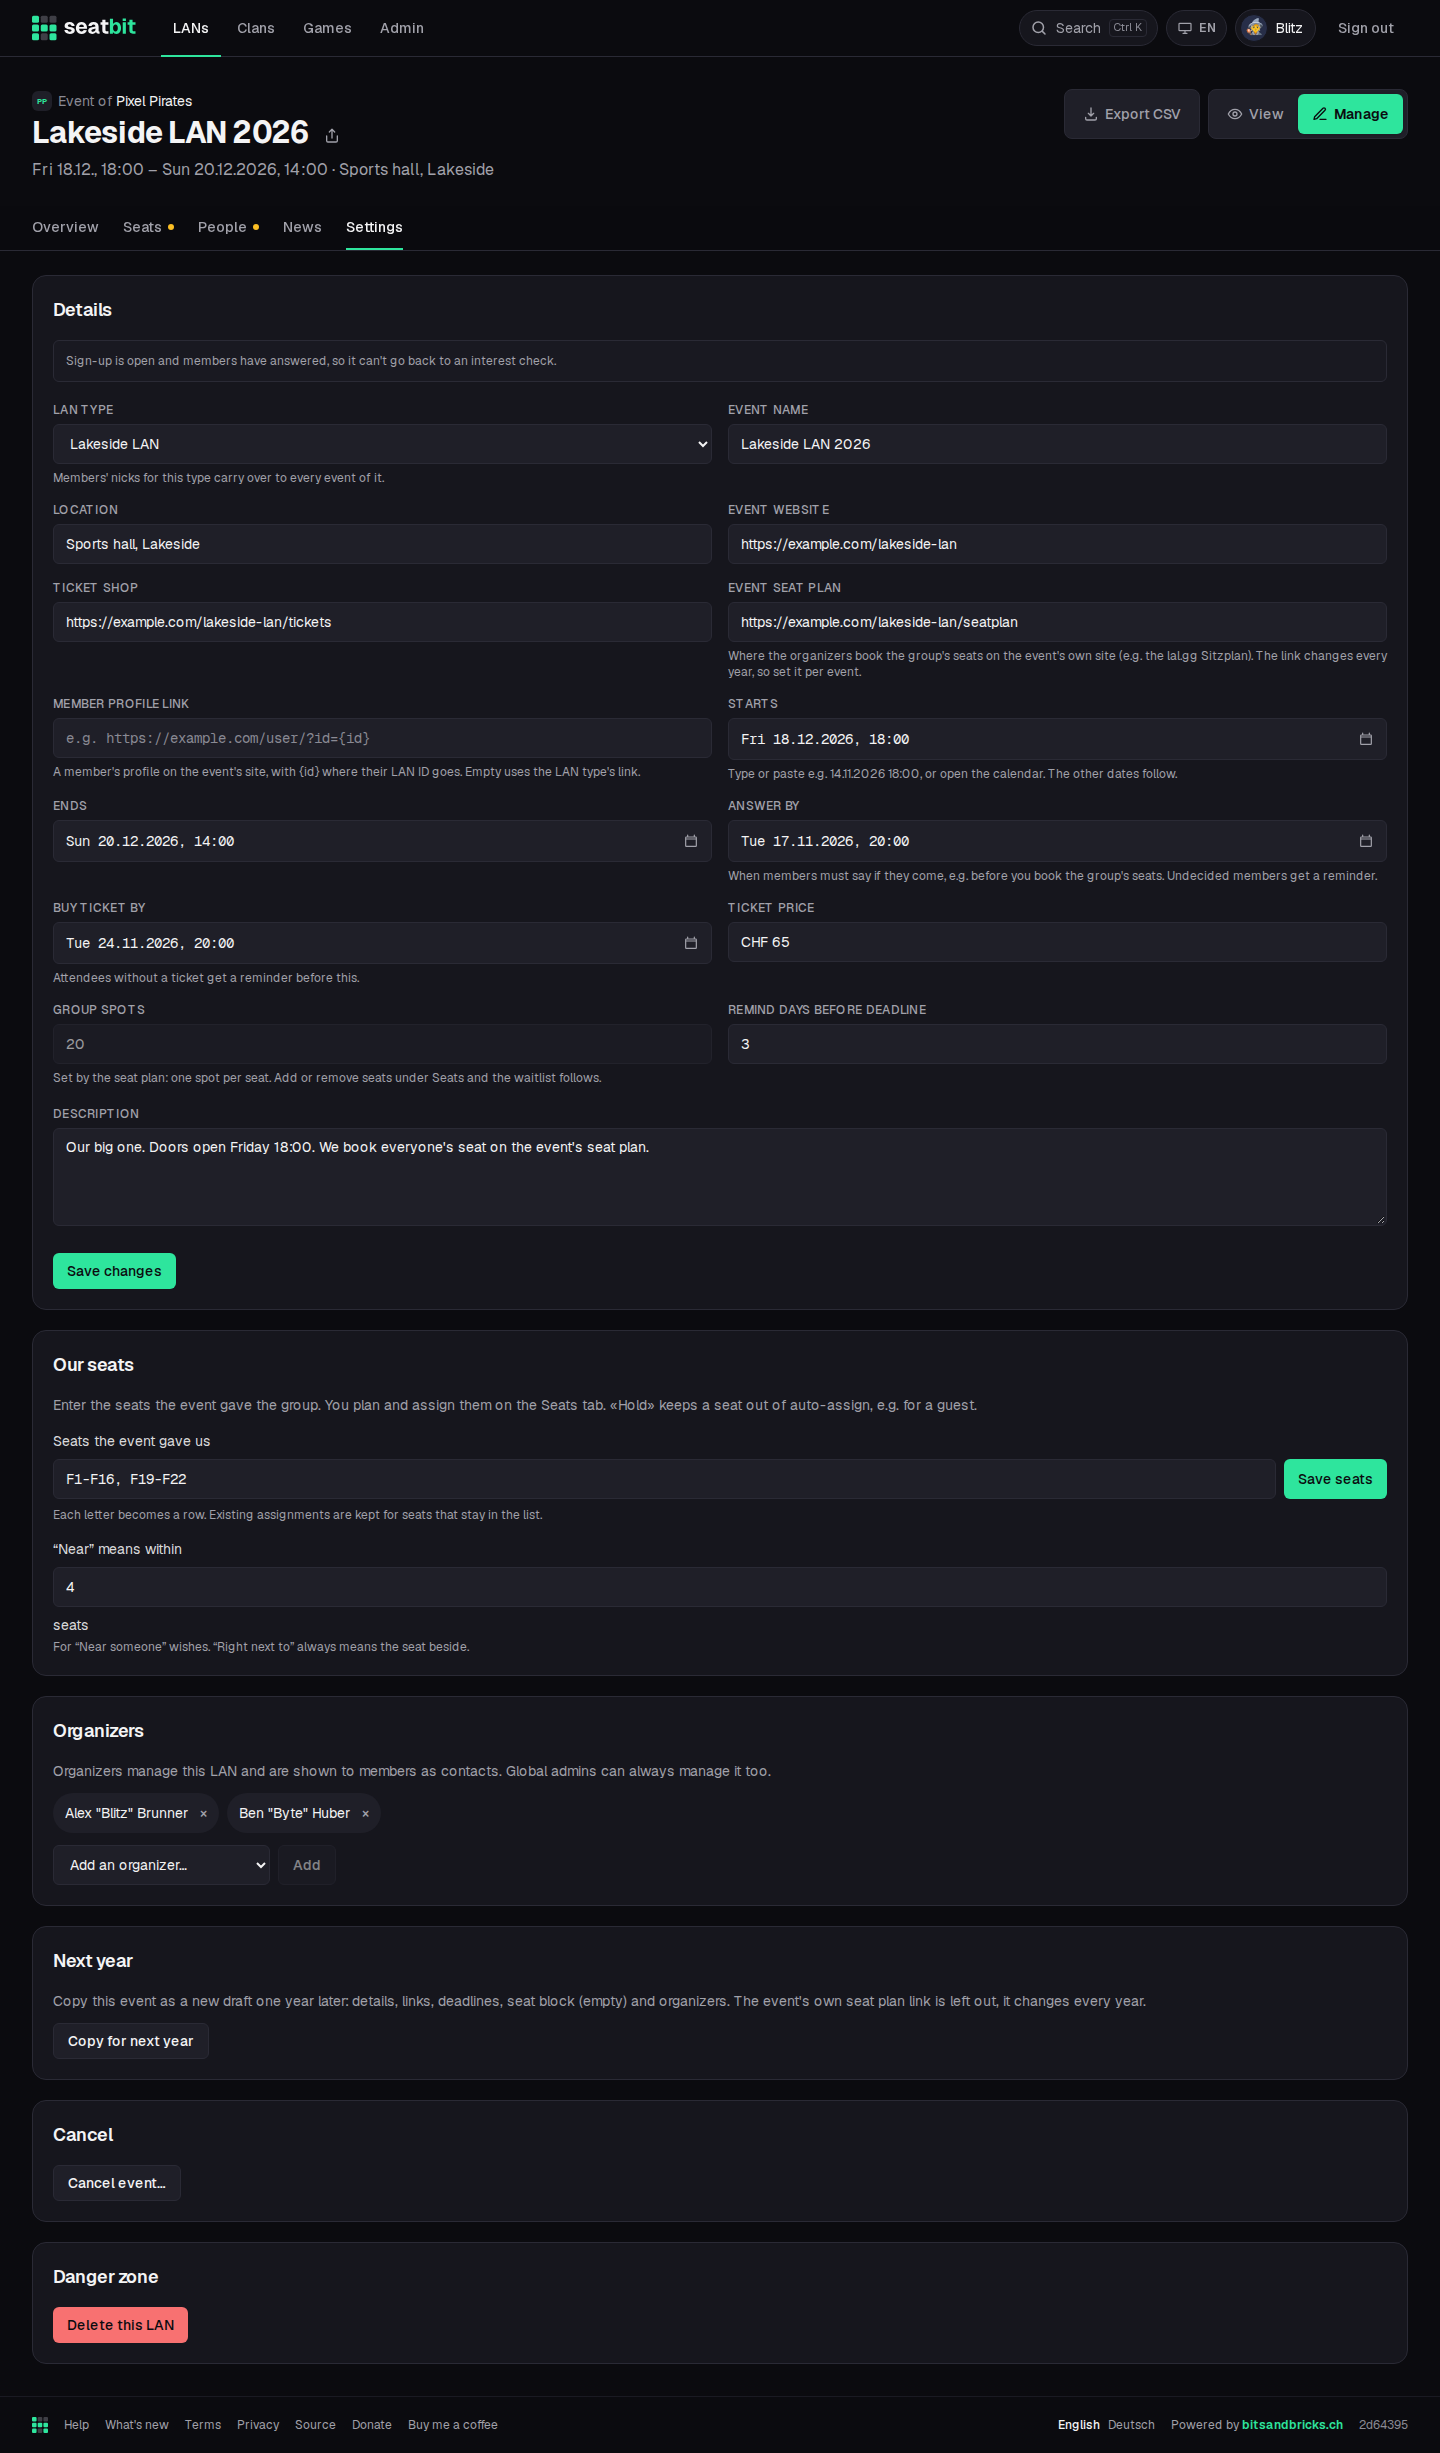 seatbit LANs Clans Games Admin Search Ctrl K EN Blitz Sign out
PP Event of Pixel Pirates
Lakeside LAN 2026
Export CSV View Manage
Fri 18.12., 18:00 – Sun 20.12.2026, 14:00 · Sports hall, Lakeside
Overview Seats People News Settings
Details
Sign-up is open and members have answered, so it can't go back to an interest check.
LAN TYPE
Lakeside LAN
Members' nicks for this type carry over to every event of it.
EVENT NAME
Lakeside LAN 2026
LOCATION
Sports hall, Lakeside
EVENT WEBSITE
https://example.com/lakeside-lan
TICKET SHOP
https://example.com/lakeside-lan/tickets
EVENT SEAT PLAN
https://example.com/lakeside-lan/seatplan
Where the organizers book the group's seats on the event's own site (e.g. the lal.gg Sitzplan). The link changes every
year, so set it per event.
MEMBER PROFILE LINK
e.g. https://example.com/user/?id={id}
A member's profile on the event's site, with {id} where their LAN ID goes. Empty uses the LAN type's link.
STARTS
Fri 18.12.2026, 18:00
Type or paste e.g. 14.11.2026 18:00, or open the calendar. The other dates follow.
ENDS
Sun 20.12.2026, 14:00
ANSWER BY
Tue 17.11.2026, 20:00
When members must say if they come, e.g. before you book the group's seats. Undecided members get a reminder.
BUY TICKET BY
Tue 24.11.2026, 20:00
Attendees without a ticket get a reminder before this.
TICKET PRICE
CHF 65
GROUP SPOTS
20
Set by the seat plan: one spot per seat. Add or remove seats under Seats and the waitlist follows.
REMIND DAYS BEFORE DEADLINE
3
DESCRIPTION
Our big one. Doors open Friday 18:00. We book everyone's seat on the event's seat plan.
Save changes
Our seats
Enter the seats the event gave the group. You plan and assign them on the Seats tab. «Hold» keeps a seat out of auto-assign, e.g. for a guest.
Seats the event gave us
F1-F16, F19-F22
Save seats
Each letter becomes a row. Existing assignments are kept for seats that stay in the list.
“Near” means within
4
seats
For “Near someone” wishes. “Right next to” always means the seat beside.
Organizers
Organizers manage this LAN and are shown to members as contacts. Global admins can always manage it too.
Alex "Blitz" Brunner × Ben "Byte" Huber ×
Add an organizer… Add
Next year
Copy this event as a new draft one year later: details, links, deadlines, seat block (empty) and organizers. The event's own seat plan link is left out, it changes every year.
Copy for next year
Cancel
Cancel event…
Danger zone
Delete this LAN
Help What's new Terms Privacy Source Donate Buy me a coffee English Deutsch Powered by bitsandbricks.ch 2d64395